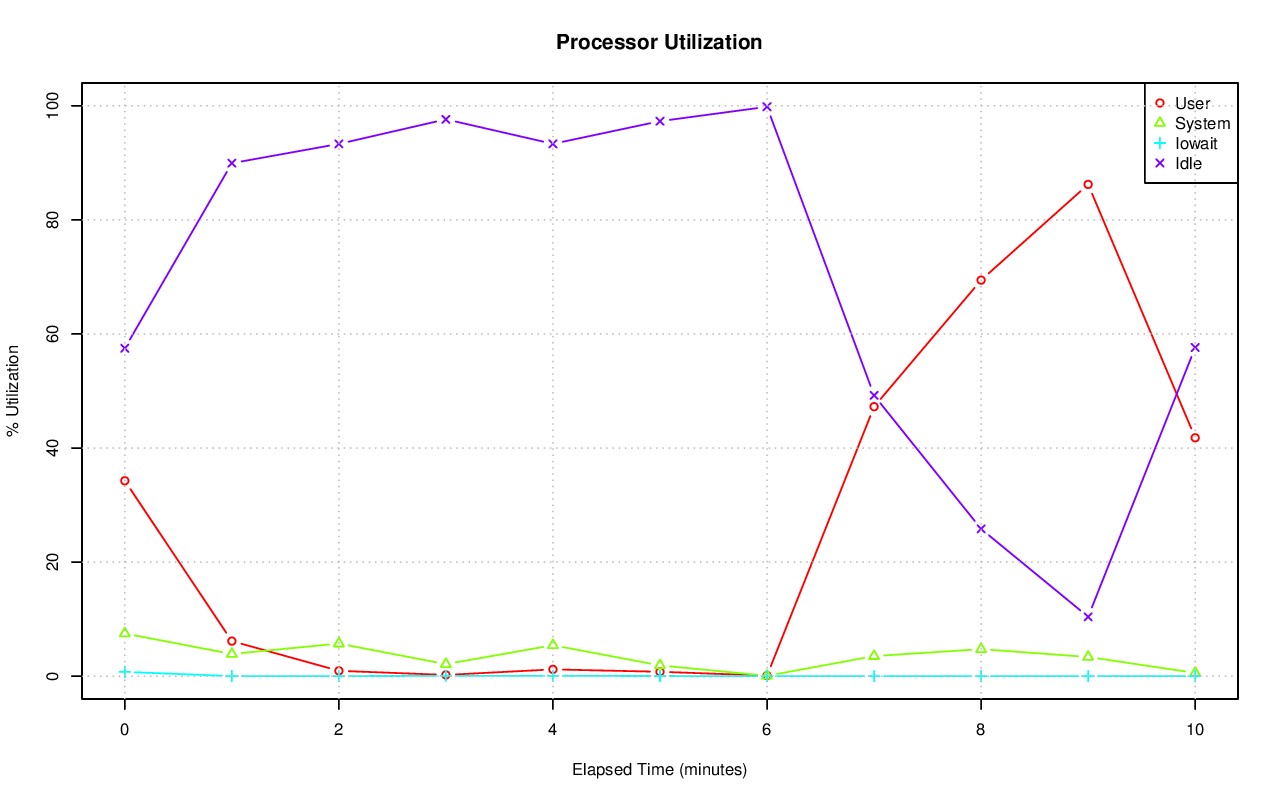 Processor Utilization
100
80
60
40
20
0
% Utilization
User
System
Iowait
Idle
0 2 4 6 8 10
Elapsed Time (minutes)